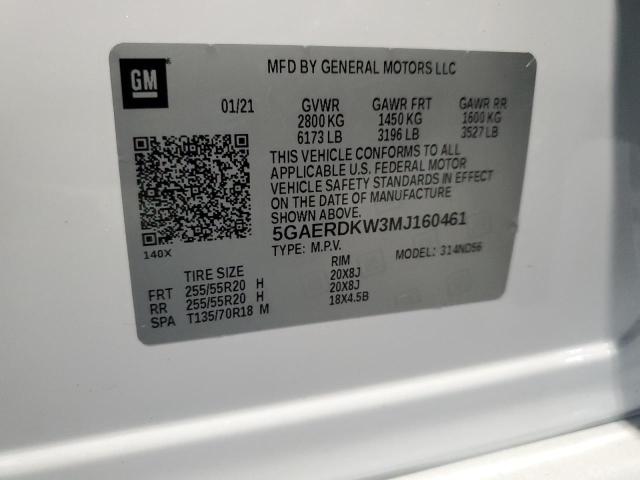 GM
MFD BY GENERAL MOTORS LLC
01/21 GVWR GAWR FRT GAWR RR
2800 KG 1450 KG 1600 KG
6173 LB 3196 LB 3527 LB
THIS VEHICLE CONFORMS TO ALL
APPLICABLE U.S. FEDERAL MOTOR
VEHICLE SAFETY STANDARDS IN EFFECT
ON THE DATE OF MANUFACTURE
SHOWN ABOVE.
5GAERDKW3MJ160461
140X TYPE: M.P.V. MODEL: 314ND56
TIRE SIZE RIM
FRT 255/55R20 H 20X8J
RR 255/55R20 H 20X8J
SPA T135/70R18 M 18X4.5B